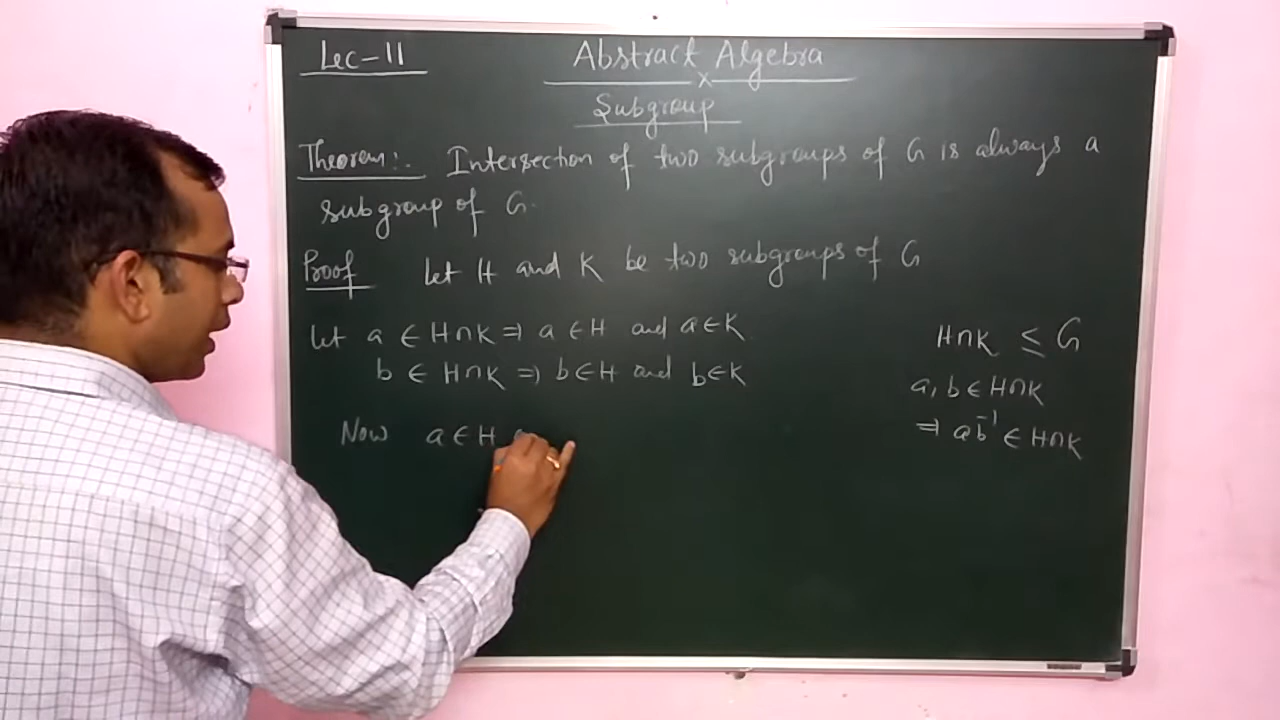 Lec-11
Abstract Algebra
x
Subgroup
Theorem:- Intersection of two subgroups of G is always a
subgroup of G.
Proof Let H and K be two subgroups of G
Let a ∈ H∩K ⇒ a ∈ H and a ∈ K
b ∈ H∩K ⇒ b ∈ H and b ∈ K
Now a ∈ H
H∩K ≤ G
a, b ∈ H∩K
⇒ ab⁻¹ ∈ H∩K